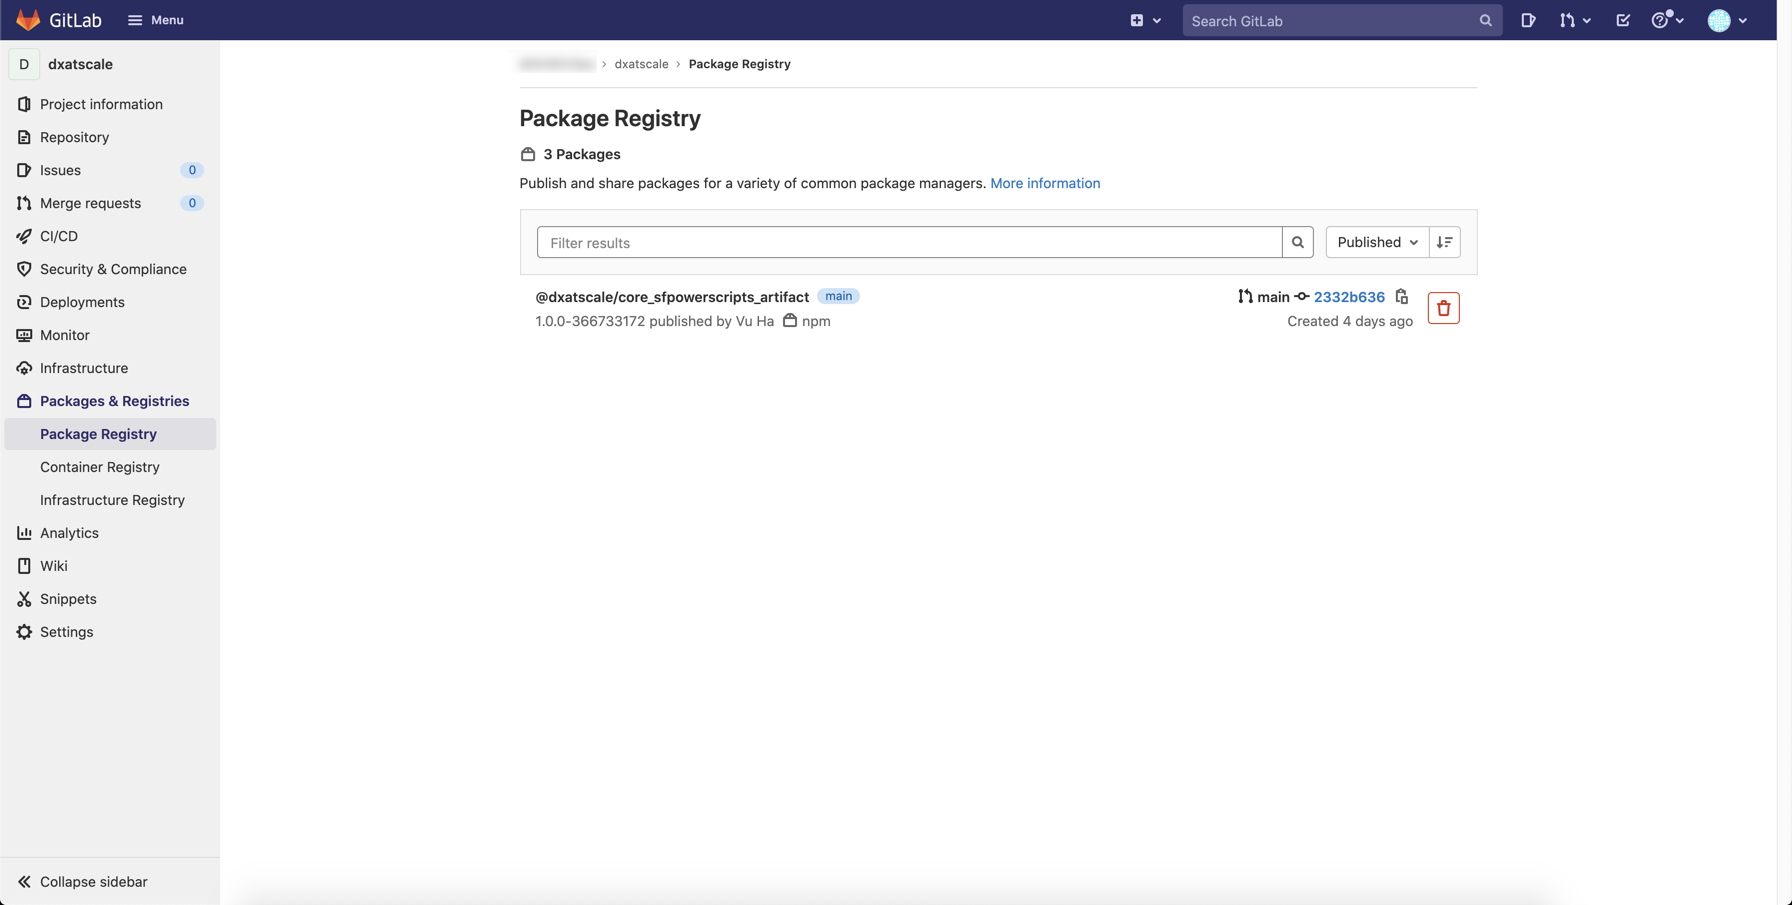 GitLab
Menu
Search GitLab
D
dxatscale
Project information
Repository
Issues 0
Merge requests 0
CI/CD
Security & Compliance
Deployments
Monitor
Infrastructure
Packages & Registries
Package Registry
Container Registry
Infrastructure Registry
Analytics
Wiki
Snippets
Settings
Collapse sidebar
dxatscale › Package Registry
Package Registry
3 Packages
Publish and share packages for a variety of common package managers. More information
Filter results
Published
@dxatscale/core_sfpowerscripts_artifact main
main 2332b636
1.0.0-366733172 published by Vu Ha npm
Created 4 days ago